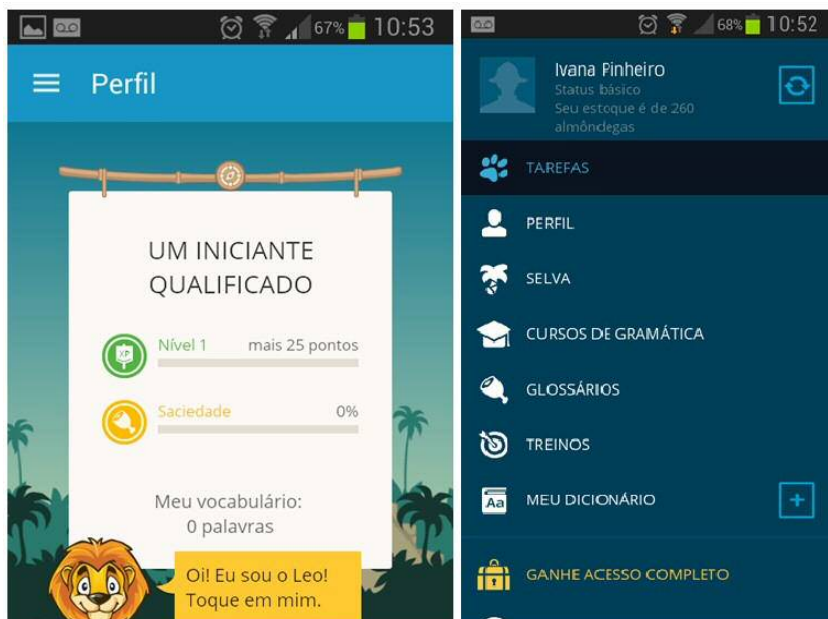 67% 10:53
Perfil
UM INICIANTE
QUALIFICADO
XP
Nível 1 mais 25 pontos
Saciedade 0%
Meu vocabulário:
0 palavras
Oi! Eu sou o Leo!
Toque em mim.
68% 10:52
Ivana Pinheiro
Status básico
Seu estoque é de 260
almôndegas
TAREFAS
PERFIL
SELVA
CURSOS DE GRAMÁTICA
GLOSSÁRIOS
TREINOS
Aa MEU DICIONÁRIO
GANHE ACESSO COMPLETO